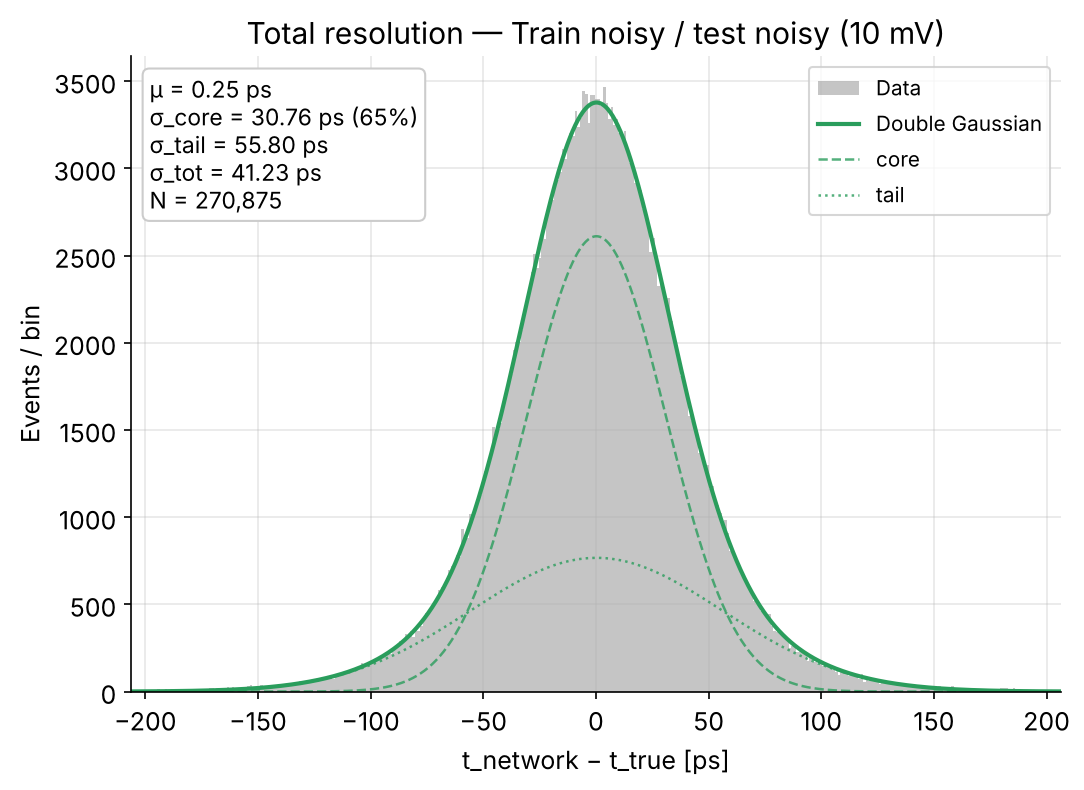 Total resolution — Train noisy / test noisy (10 mV)
μ = 0.25 ps
σ_core = 30.76 ps (65%)
σ_tail = 55.80 ps
σ_tot = 41.23 ps
N = 270,875
Data
Double Gaussian
core
tail
Events / bin
3500
3000
2500
2000
1500
1000
500
0
−200
−150
−100
−50
0
50
100
150
200
t_network − t_true [ps]